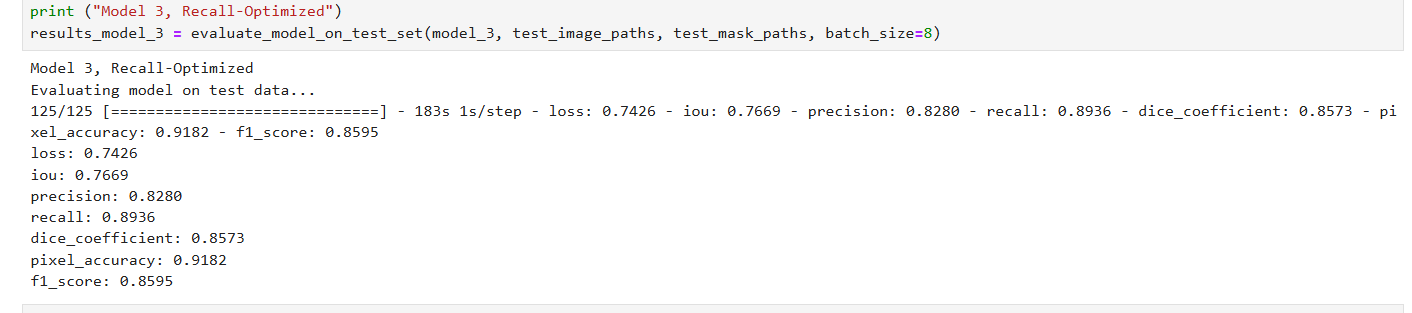 print ("Model 3, Recall-Optimized")
results_model_3 = evaluate_model_on_test_set(model_3, test_image_paths, test_mask_paths, batch_size=8)
Model 3, Recall-Optimized
Evaluating model on test data...
125/125 [==============================] - 183s 1s/step - loss: 0.7426 - iou: 0.7669 - precision: 0.8280 - recall: 0.8936 - dice_coefficient: 0.8573 - pi
xel_accuracy: 0.9182 - f1_score: 0.8595
loss: 0.7426
iou: 0.7669
precision: 0.8280
recall: 0.8936
dice_coefficient: 0.8573
pixel_accuracy: 0.9182
f1_score: 0.8595